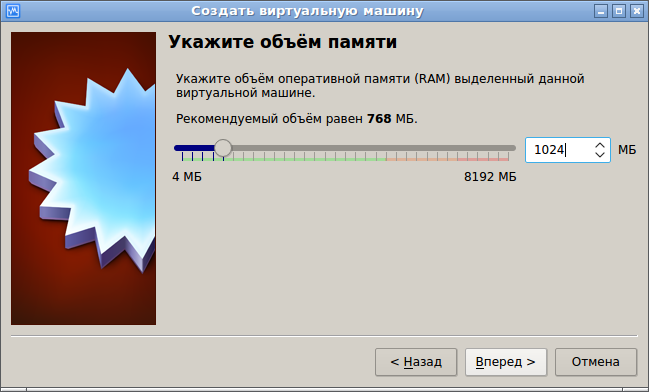 Создать виртуальную машину
Укажите объём памяти
Укажите объём оперативной памяти (RAM) выделенный данной
виртуальной машине.
Рекомендуемый объём равен 768 МБ.
1024 МБ
4 МБ 8192 МБ
< Назад Вперед > Отмена